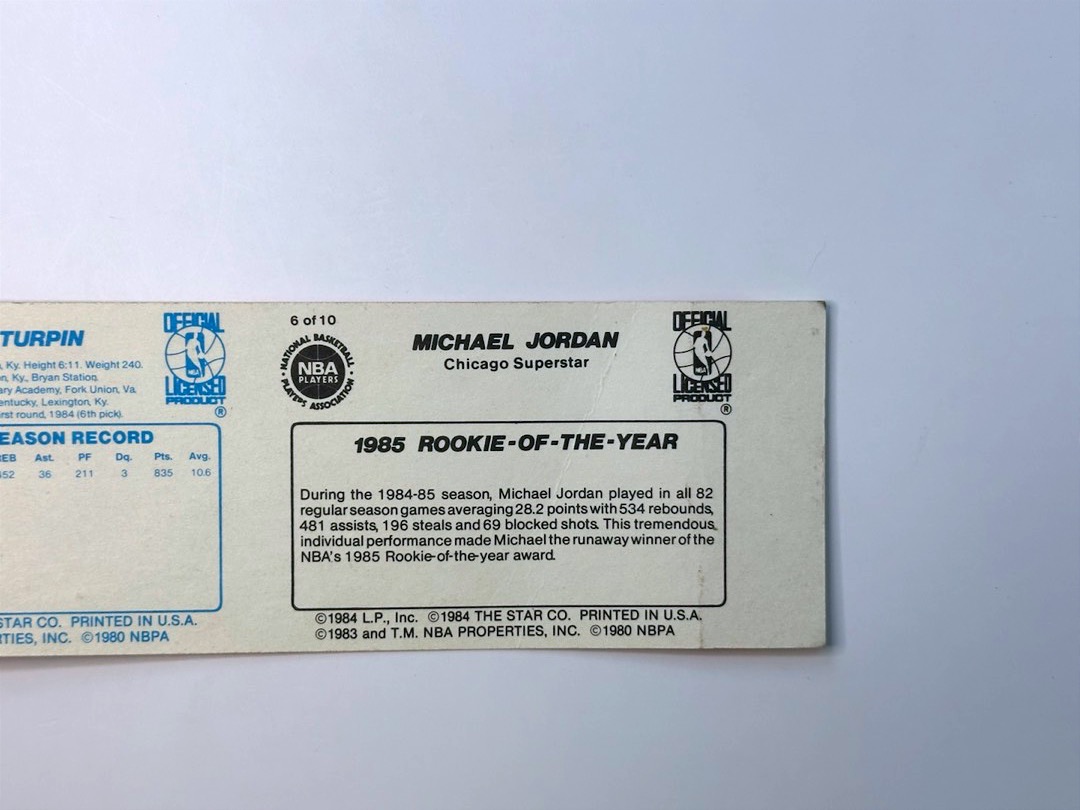 TURPIN
Ky. Height 6:11. Weight 240.
Ky., Bryan Station.
Academy, Fork Union, Va.
Lexington, Ky.
round, 1984 (6th pick).
OFFICIAL
LICENSED
PRODUCT
®
EASON RECORD
EB Ast. PF Dq. Pts. Avg.
52 36 211 3 835 10.6
STAR CO. PRINTED IN U.S.A.
TIES, INC. ©1980 NBPA
6 of 10
NATIONAL BASKETBALL
NBA
PLAYERS
PLAYERS ASSOCIATION
MICHAEL JORDAN
Chicago Superstar
OFFICIAL
LICENSED
PRODUCT
®
1985 ROOKIE-OF-THE-YEAR
During the 1984-85 season, Michael Jordan played in all 82
regular season games averaging 28.2 points with 534 rebounds,
481 assists, 196 steals and 69 blocked shots. This tremendous
individual performance made Michael the runaway winner of the
NBA's 1985 Rookie-of-the-year award.
©1984 L.P., Inc. ©1984 THE STAR CO. PRINTED IN U.S.A.
©1983 and T.M. NBA PROPERTIES, INC. ©1980 NBPA